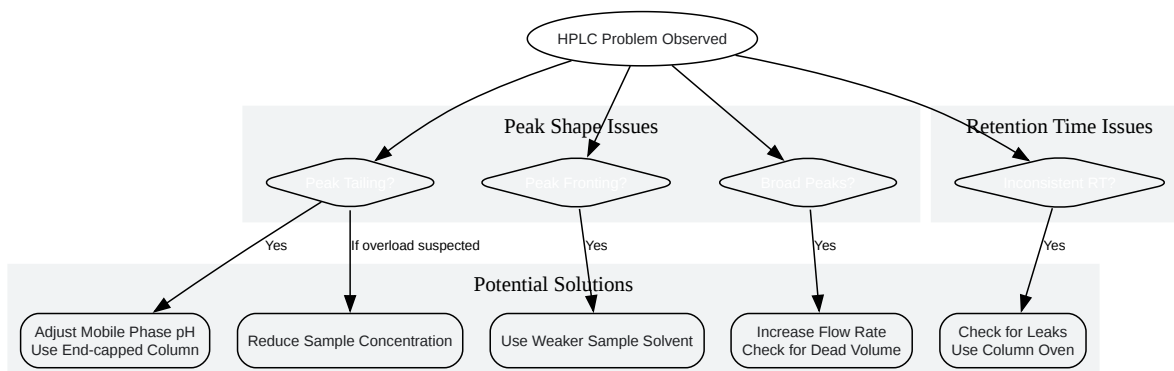 HPLC Problem Observed
Peak Shape Issues
Retention Time Issues
Peak Tailing?
Peak Fronting?
Broad Peaks?
Inconsistent RT?
Yes
If overload suspected
Yes
Yes
Yes
Potential Solutions
Adjust Mobile Phase pH
Use End-capped Column
Reduce Sample Concentration
Use Weaker Sample Solvent
Increase Flow Rate
Check for Dead Volume
Check for Leaks
Use Column Oven